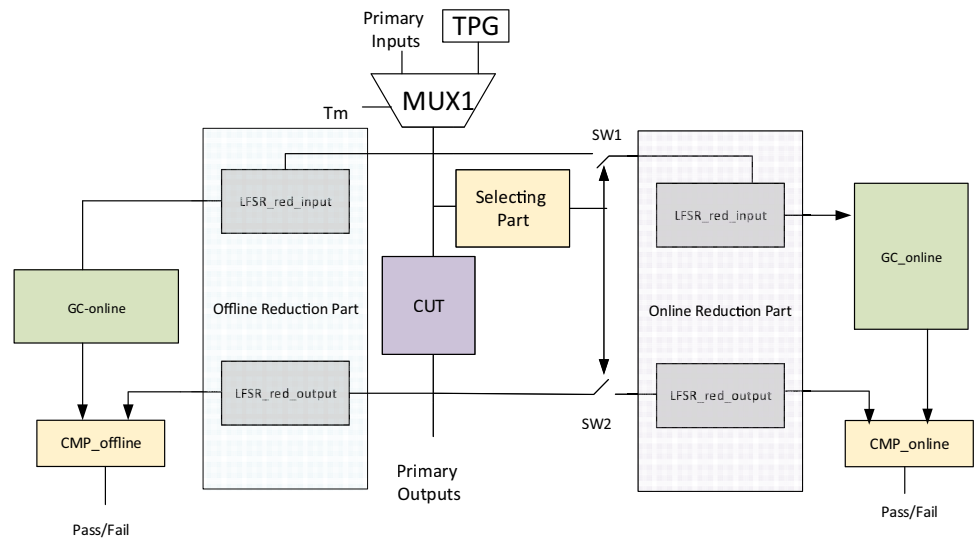 Primary
Inputs
TPG
MUX1
Tm
SW1
LFSR_red_input
Selecting
Part
LFSR_red_input
GC_online
GC-online
Offline Reduction Part
CUT
Online Reduction Part
LFSR_red_output
LFSR_red_output
SW2
CMP_offline
CMP_online
Primary
Outputs
Pass/Fail
Pass/Fail